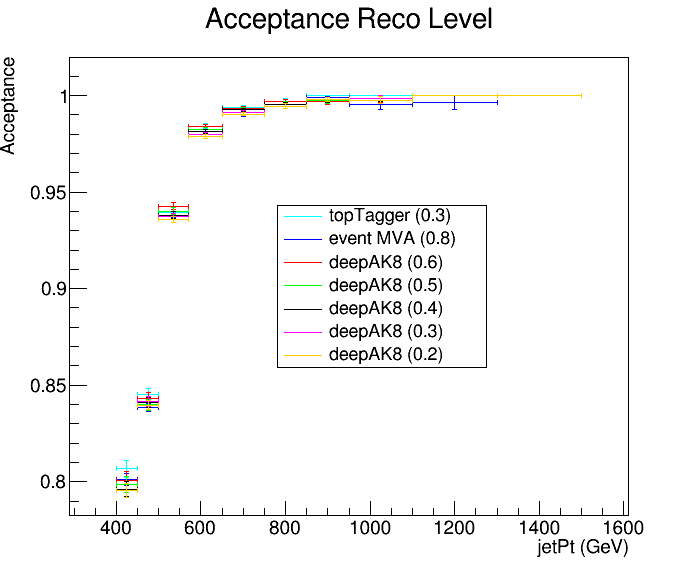 Acceptance Reco Level
Acceptance
1
0.95
0.9
0.85
0.8
topTagger (0.3)
event MVA (0.8)
deepAK8 (0.6)
deepAK8 (0.5)
deepAK8 (0.4)
deepAK8 (0.3)
deepAK8 (0.2)
400 600 800 1000 1200 1400 1600
jetPt (GeV)